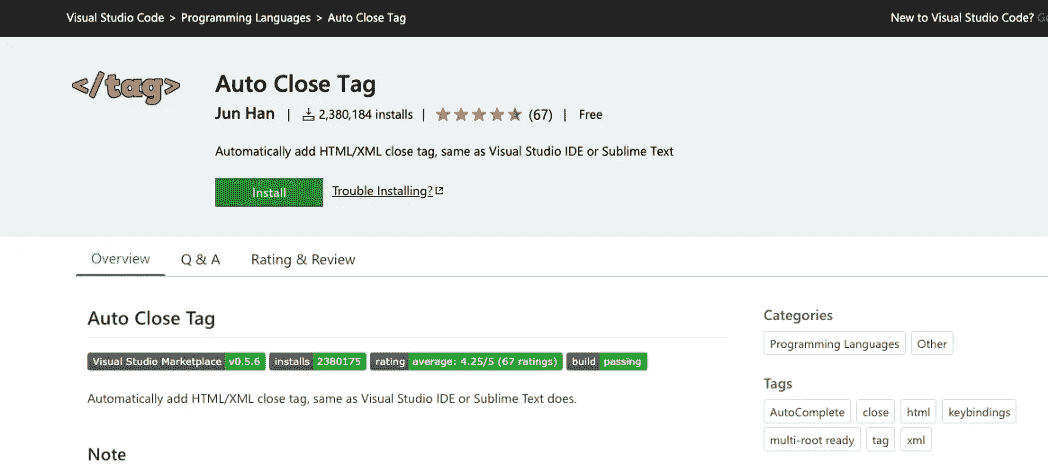 Visual Studio Code > Programming Languages > Auto Close Tag
New to Visual Studio Code?
</tag>
Auto Close Tag
Jun Han | 2,380,184 installs | (67) | Free
Automatically add HTML/XML close tag, same as Visual Studio IDE or Sublime Text
Install Trouble Installing?
Overview Q & A Rating & Review
Auto Close Tag
Visual Studio Marketplace v0.5.6 installs 2380175 rating average: 4.25/5 (67 ratings) build passing
Automatically add HTML/XML close tag, same as Visual Studio IDE or Sublime Text does.
Note
Categories
Programming Languages Other
Tags
AutoComplete close html keybindings
multi-root ready tag xml